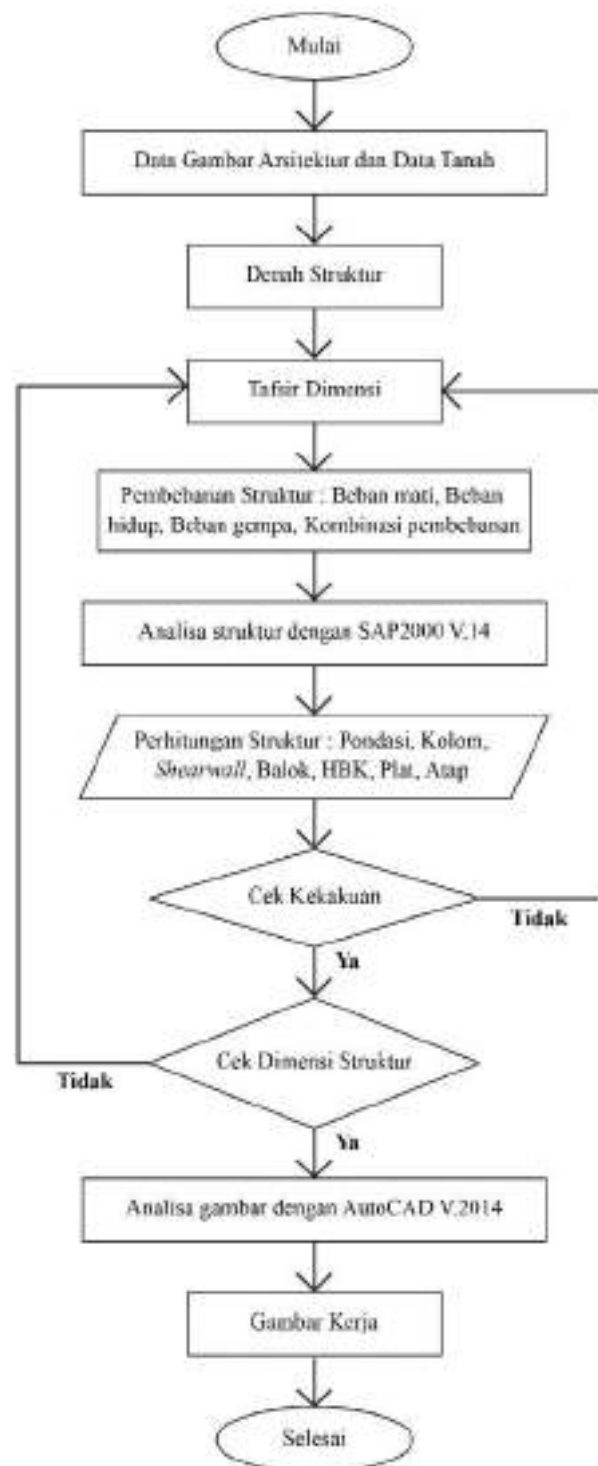 Mulai
Data Gambar Arsitektur dan Data Tanah
Denah Struktur
Tafsir Dimensi
Pembebanan Struktur : Beban mati, Beban
hidup, Beban gempa, Kombinasi pembebanan
Analisa struktur dengan SAP2000 V.14
Perhitungan Struktur : Pondasi, Kolom,
Shearwall, Balok, HBK, Plat, Atap
Cek Kekakuan
Tidak
Ya
Cek Dimensi Struktur
Tidak
Ya
Analisa gambar dengan AutoCAD V.2014
Gambar Kerja
Selesai